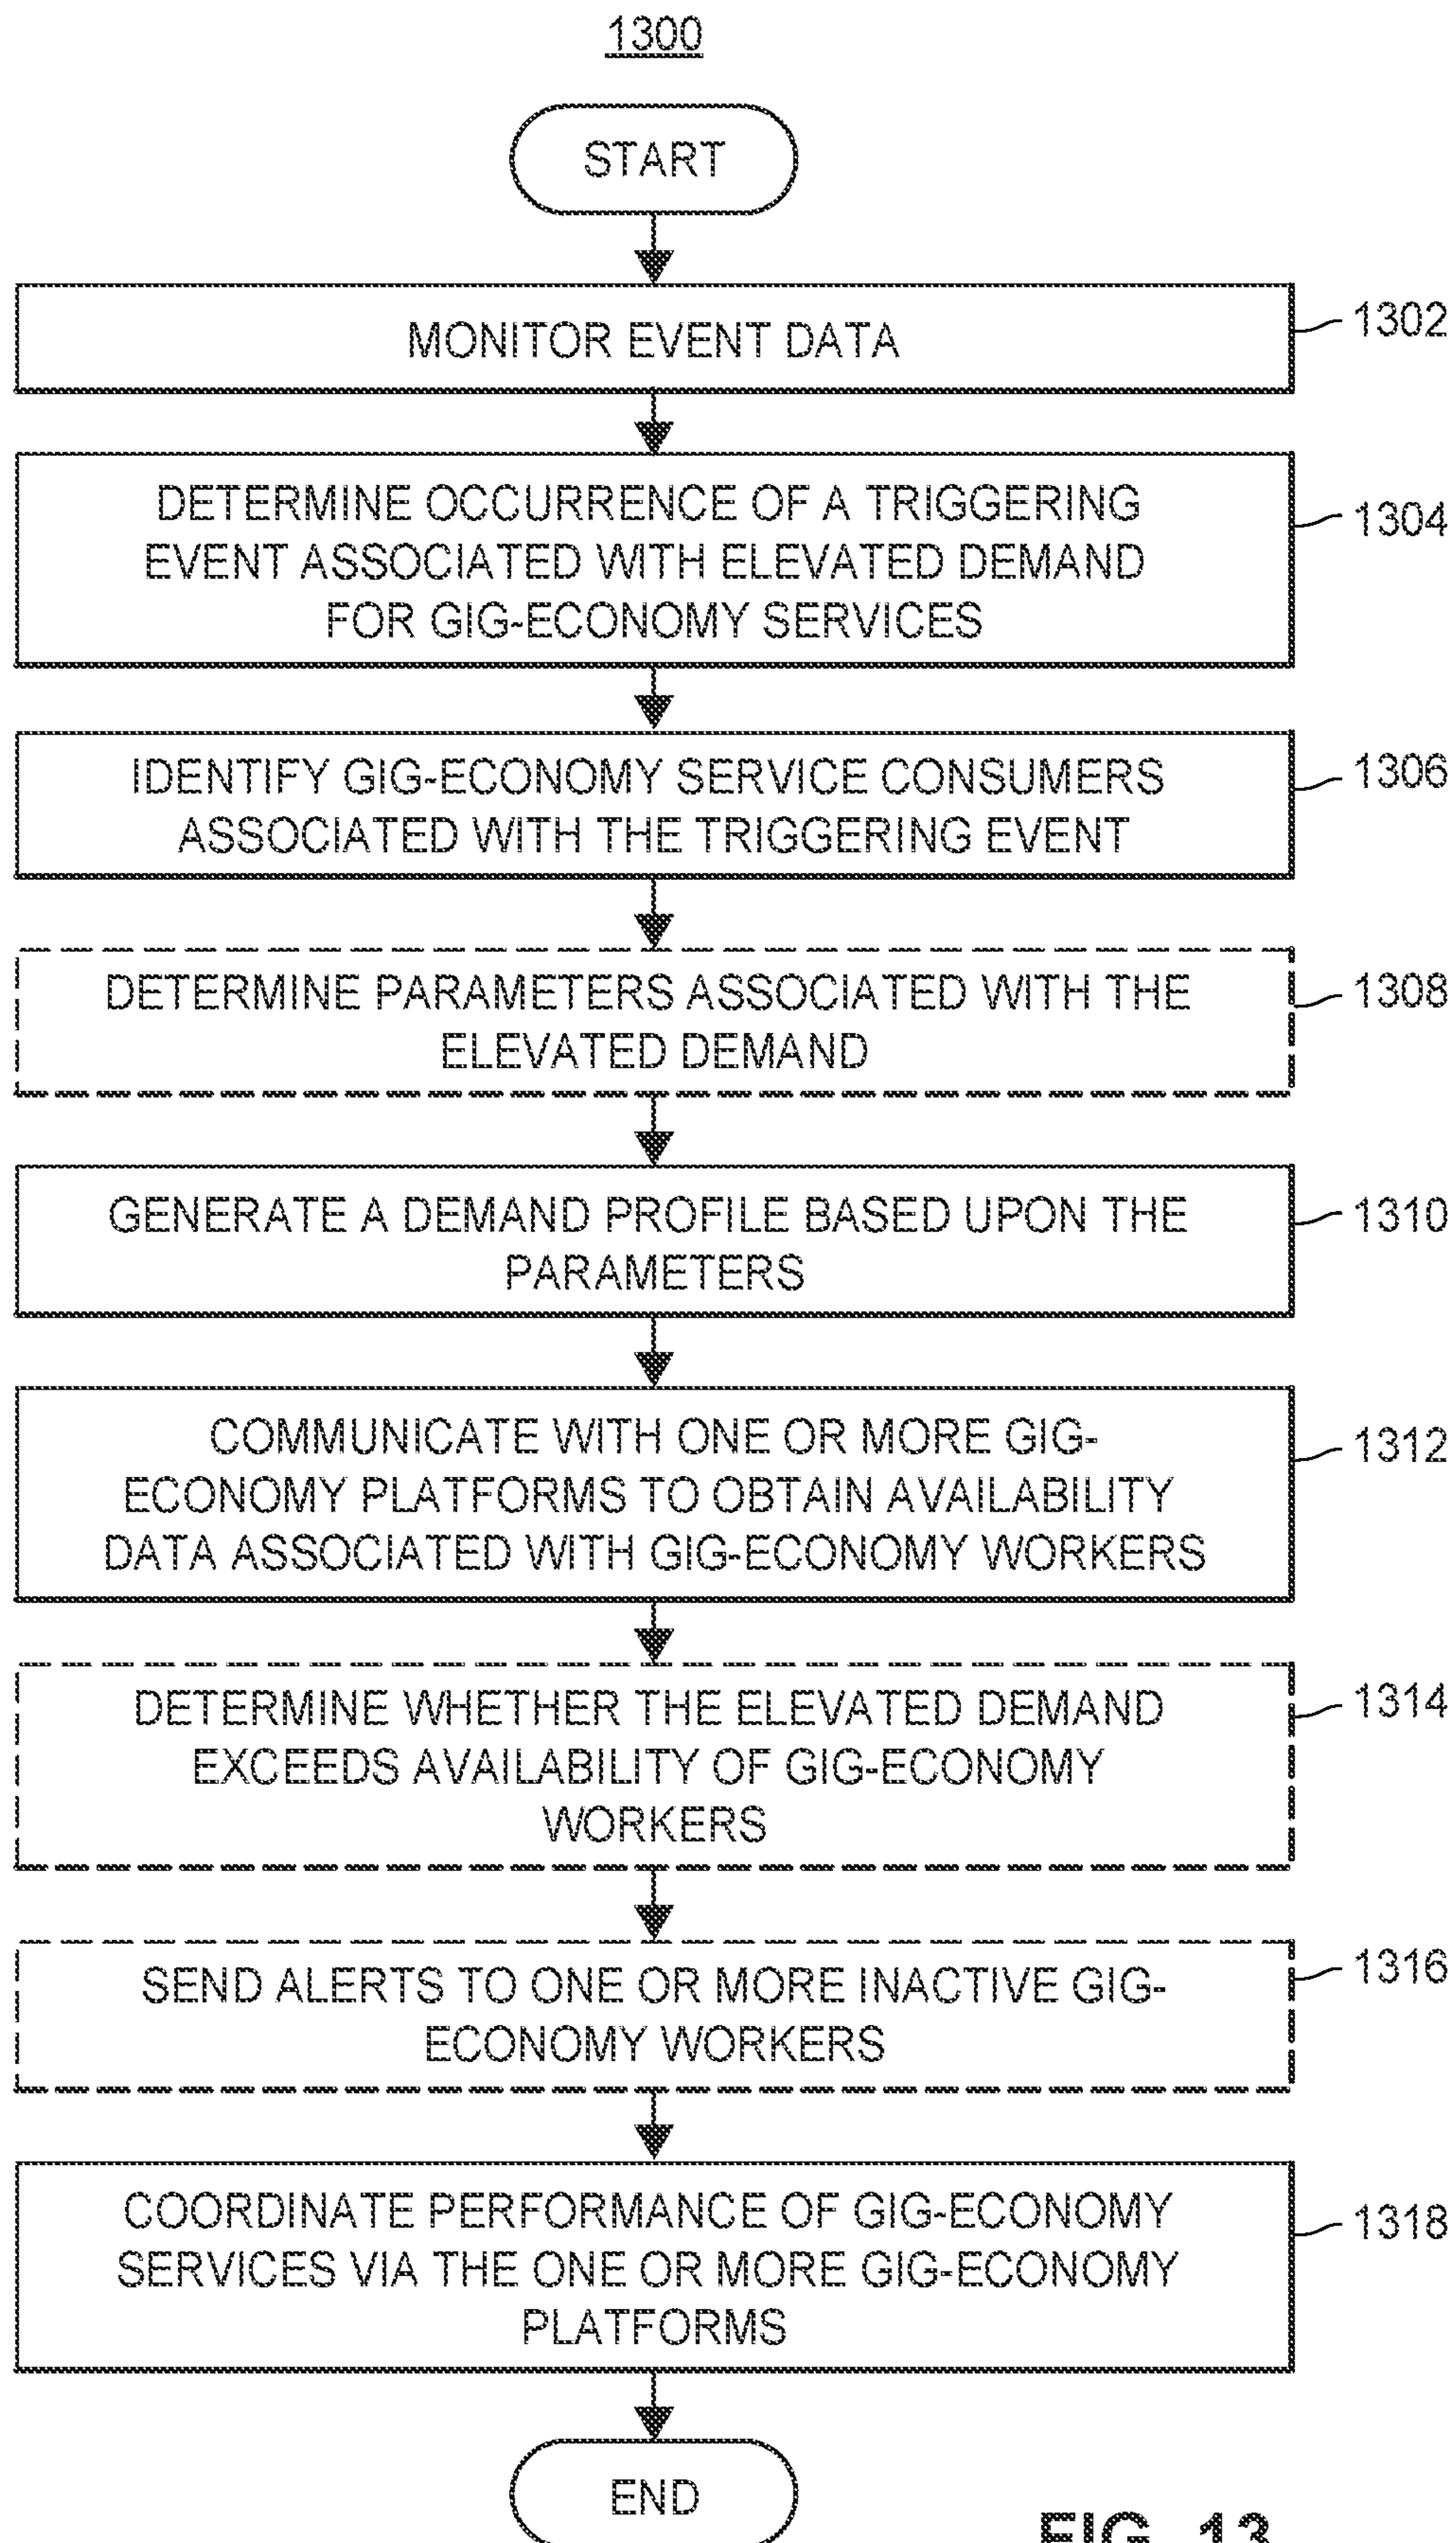 1300
START
MONITOR EVENT DATA
1302
DETERMINE OCCURRENCE OF A TRIGGERING
EVENT ASSOCIATED WITH ELEVATED DEMAND
FOR GIG-ECONOMY SERVICES
1304
IDENTIFY GIG-ECONOMY SERVICE CONSUMERS
ASSOCIATED WITH THE TRIGGERING EVENT
1306
DETERMINE PARAMETERS ASSOCIATED WITH THE
ELEVATED DEMAND
1308
GENERATE A DEMAND PROFILE BASED UPON THE
PARAMETERS
1310
COMMUNICATE WITH ONE OR MORE GIG-
ECONOMY PLATFORMS TO OBTAIN AVAILABILITY
DATA ASSOCIATED WITH GIG-ECONOMY WORKERS
1312
DETERMINE WHETHER THE ELEVATED DEMAND
EXCEEDS AVAILABILITY OF GIG-ECONOMY
WORKERS
1314
SEND ALERTS TO ONE OR MORE INACTIVE GIG-
ECONOMY WORKERS
1316
COORDINATE PERFORMANCE OF GIG-ECONOMY
SERVICES VIA THE ONE OR MORE GIG-ECONOMY
PLATFORMS
1318
END
FIG. 13